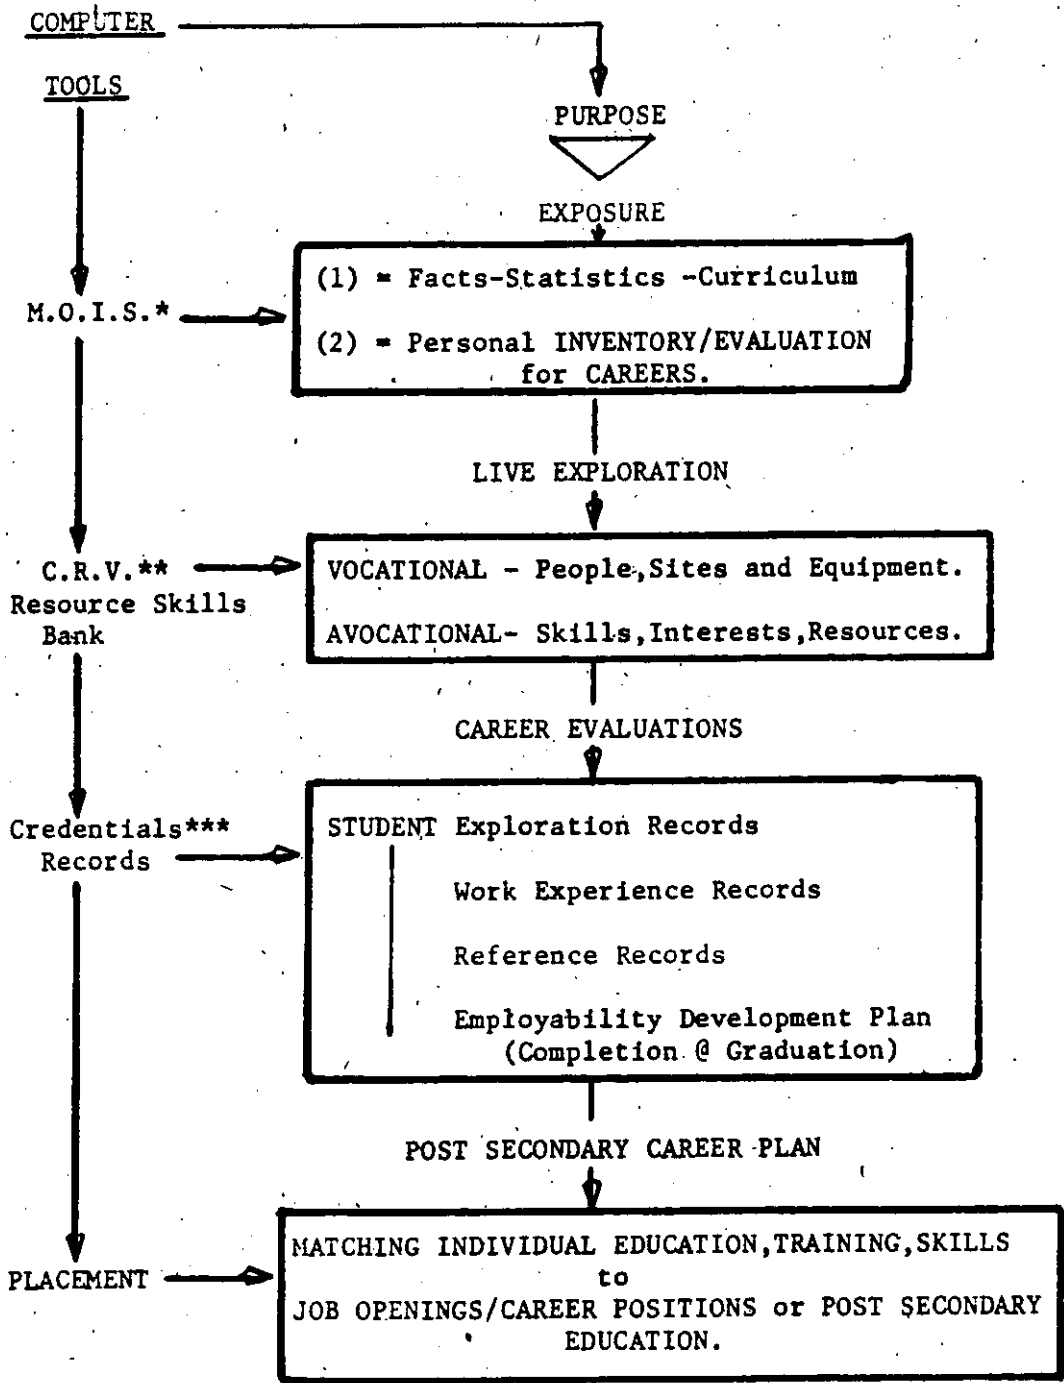 COMPUTER
TOOLS
PURPOSE
EXPOSURE
M.O.I.S.*
(1) = Facts-Statistics -Curriculum
(2) = Personal INVENTORY/EVALUATION
for CAREERS.
LIVE EXPLORATION
C.R.V.**
Resource Skills
Bank
VOCATIONAL - People,Sites and Equipment.
AVOCATIONAL- Skills,Interests,Resources.
CAREER EVALUATIONS
Credentials***
Records
STUDENT Exploration Records
Work Experience Records
Reference Records
Employability Development Plan
(Completion @ Graduation)
POST SECONDARY CAREER PLAN
PLACEMENT
MATCHING INDIVIDUAL EDUCATION,TRAINING,SKILLS
to
JOB OPENINGS/CAREER POSITIONS or POST SECONDARY
EDUCATION.